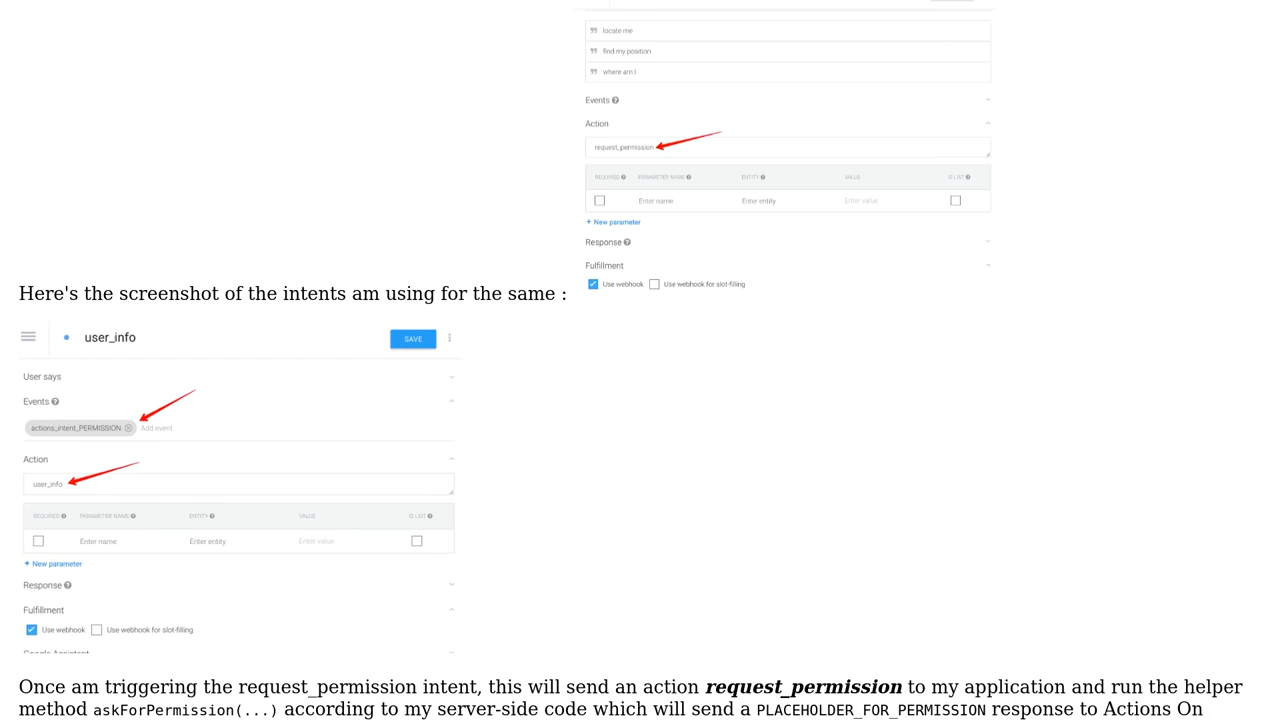 locate me
find my position
where am I
Events
Action
request_permission
REQUIRED PARAMETER NAME ENTITY VALUE IS LIST
Enter name Enter entity Enter value
+ New parameter
Response
Fulfillment
Use webhook Use webhook for slot-filling
Here's the screenshot of the intents am using for the same :
user_info SAVE
User says
Events
actions_intent_PERMISSION Add event
Action
user_info
REQUIRED PARAMETER NAME ENTITY VALUE IS LIST
Enter name Enter entity Enter value
+ New parameter
Response
Fulfillment
Use webhook Use webhook for slot-filling
Google Assistant
Once am triggering the request_permission intent, this will send an action request_permission to my application and run the helper
method askForPermission(...) according to my server-side code which will send a PLACEHOLDER_FOR_PERMISSION response to Actions On